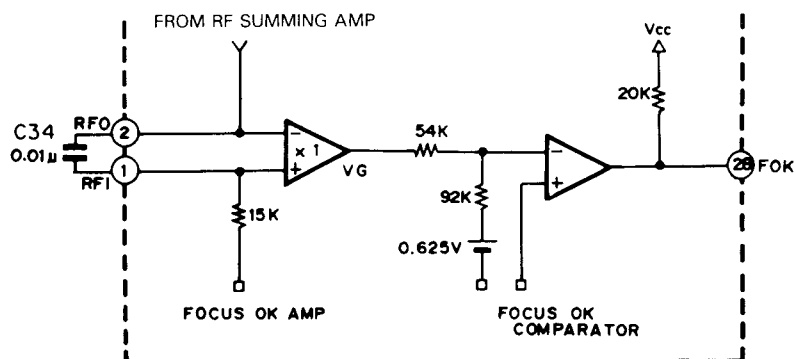 FROM RF SUMMING AMP
Vcc
20K
C34
0.01µ
RFO
2
RFI
1
−
× 1
+
VG
54K
−
+
28
FOK
15K
92K
0.625V
FOCUS OK AMP
FOCUS OK
COMPARATOR